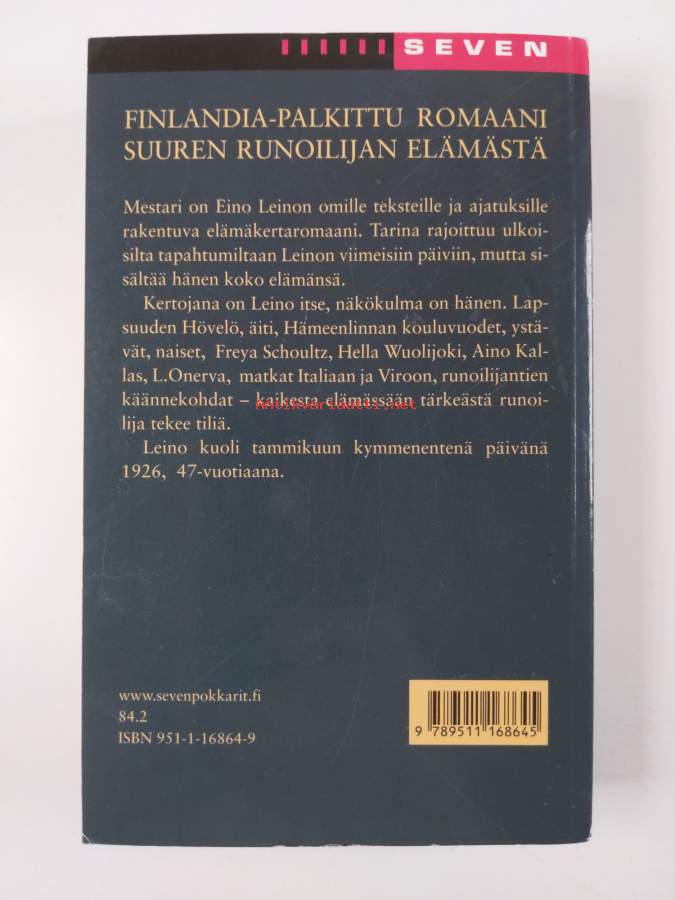 SEVEN
FINLANDIA-PALKITTU ROMAANI
SUUREN RUNOILIJAN ELÄMÄSTÄ
Mestari on Eino Leinon omille teksteille ja ajatuksille
rakentuva elämäkertaromaani. Tarina rajoittuu ulkoi-
silta tapahtumiltaan Leinon viimeisiin päiviin, mutta si-
sältää hänen koko elämänsä.
Kertojana on Leino itse, näkökulma on hänen. Lap-
suuden Hövelö, äiti, Hämeenlinnan kouluvuodet, ystä-
vät, naiset, Freya Schoultz, Hella Wuolijoki, Aino Kal-
las, L.Onerva, matkat Italiaan ja Viroon, runoilijantien
käännekohdat – kaikesta elämässään tärkeästä runoi-
lija tekee tiliä.
Leino kuoli tammikuun kymmenentenä päivänä
1926, 47-vuotiaana.
Antikvariaatti.net
www.sevenpokkarit.fi
84.2
ISBN 951-1-16864-9
9 789511 168645